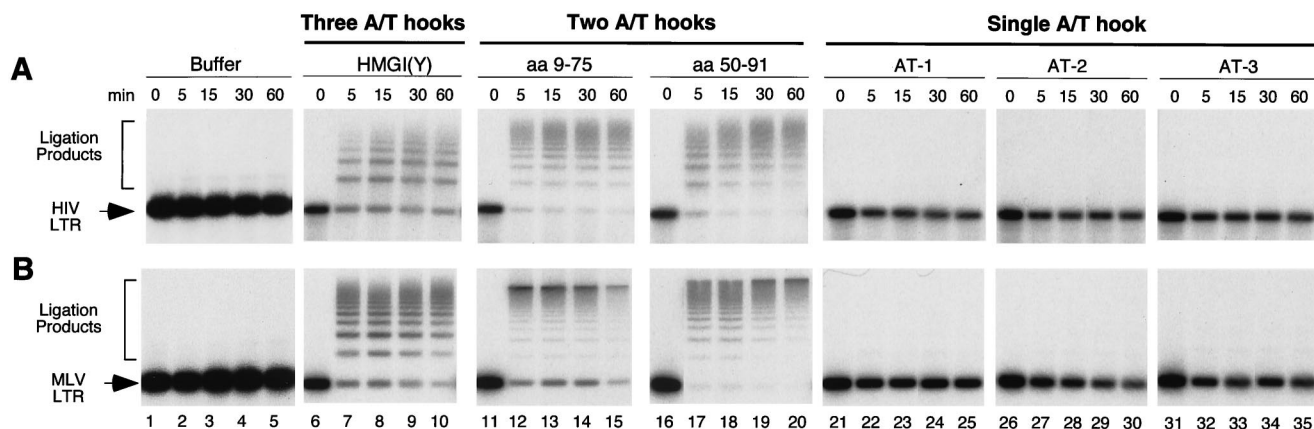 Three A/T hooks Two A/T hooks Single A/T hook
A Buffer HMGI(Y) aa 9-75 aa 50-91 AT-1 AT-2 AT-3
min 0 5 15 30 60 0 5 15 30 60 0 5 15 30 60 0 5 15 30 60 0 5 15 30 60 0 5 15 30 60 0 5 15 30 60
Ligation
Products
HIV
LTR
B
Ligation
Products
MLV
LTR
1 2 3 4 5 6 7 8 9 10 11 12 13 14 15 16 17 18 19 20 21 22 23 24 25 26 27 28 29 30 31 32 33 34 35